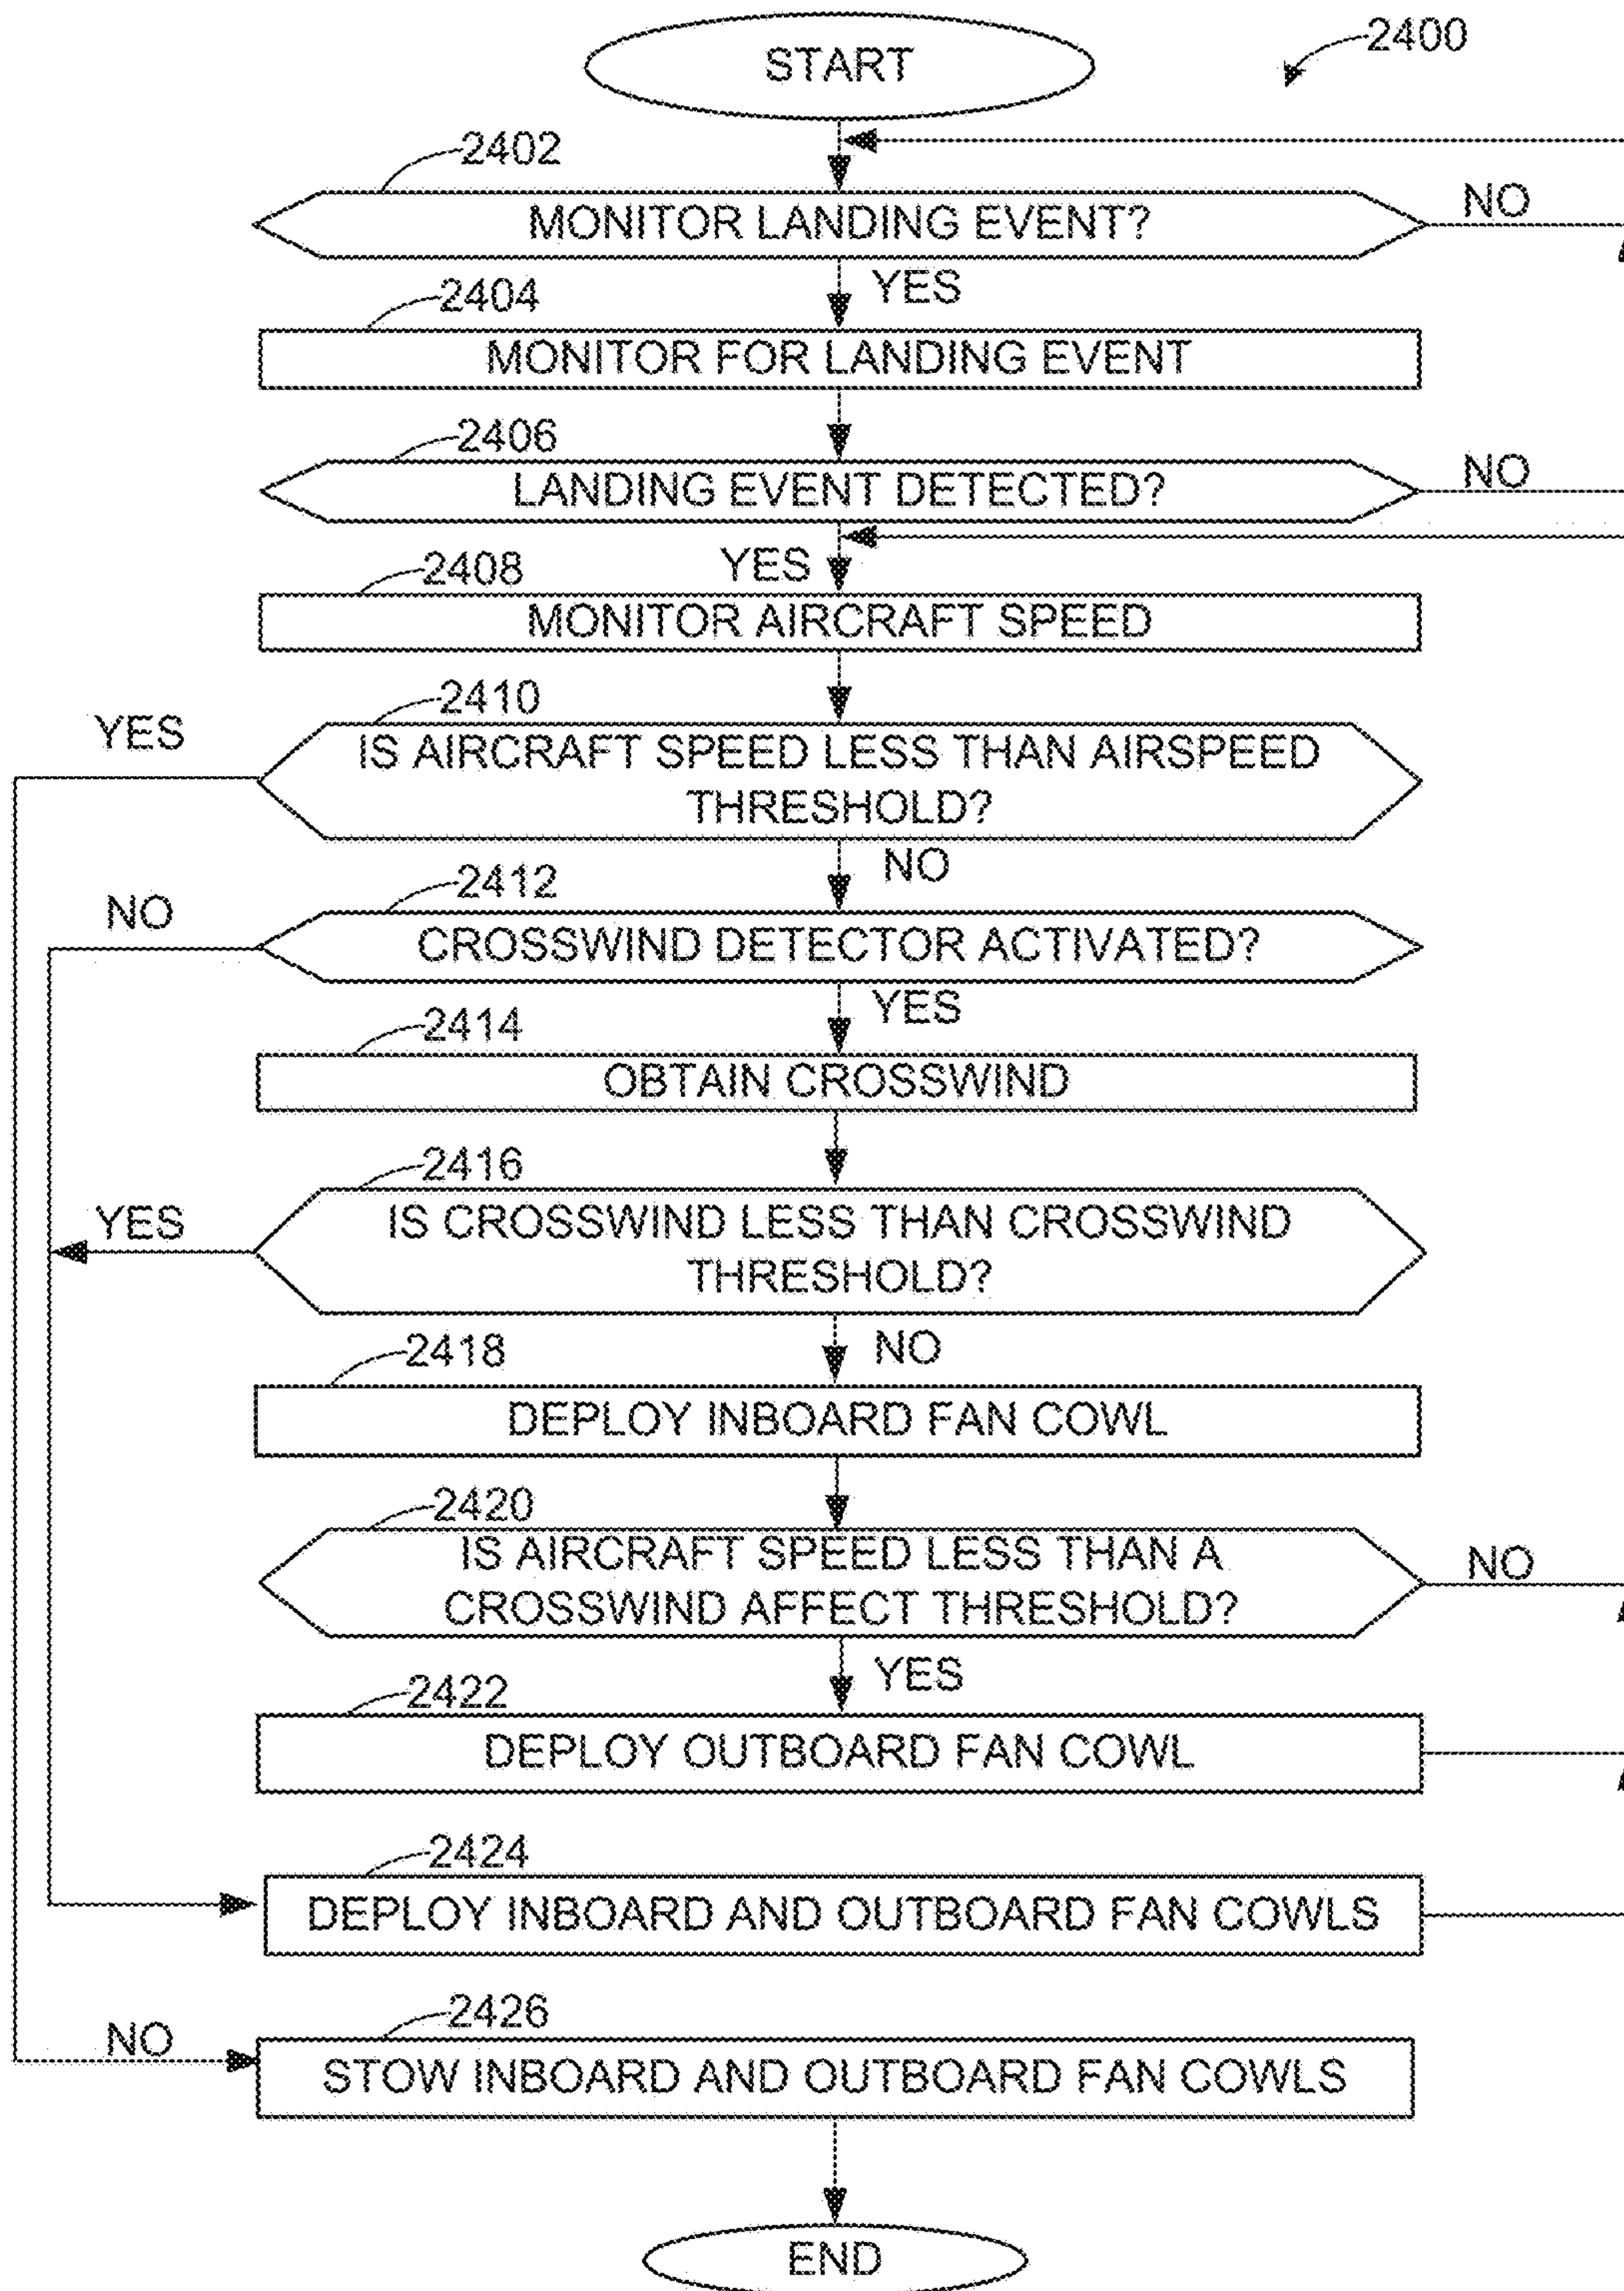 START
2400
2402
MONITOR LANDING EVENT?
NO
YES
2404
MONITOR FOR LANDING EVENT
2406
LANDING EVENT DETECTED?
NO
YES
2408
MONITOR AIRCRAFT SPEED
2410
YES
IS AIRCRAFT SPEED LESS THAN AIRSPEED
THRESHOLD?
NO
2412
NO
CROSSWIND DETECTOR ACTIVATED?
YES
2414
OBTAIN CROSSWIND
2416
YES
IS CROSSWIND LESS THAN CROSSWIND
THRESHOLD?
NO
2418
DEPLOY INBOARD FAN COWL
2420
IS AIRCRAFT SPEED LESS THAN A
CROSSWIND AFFECT THRESHOLD?
NO
YES
2422
DEPLOY OUTBOARD FAN COWL
2424
DEPLOY INBOARD AND OUTBOARD FAN COWLS
2426
NO
STOW INBOARD AND OUTBOARD FAN COWLS
END